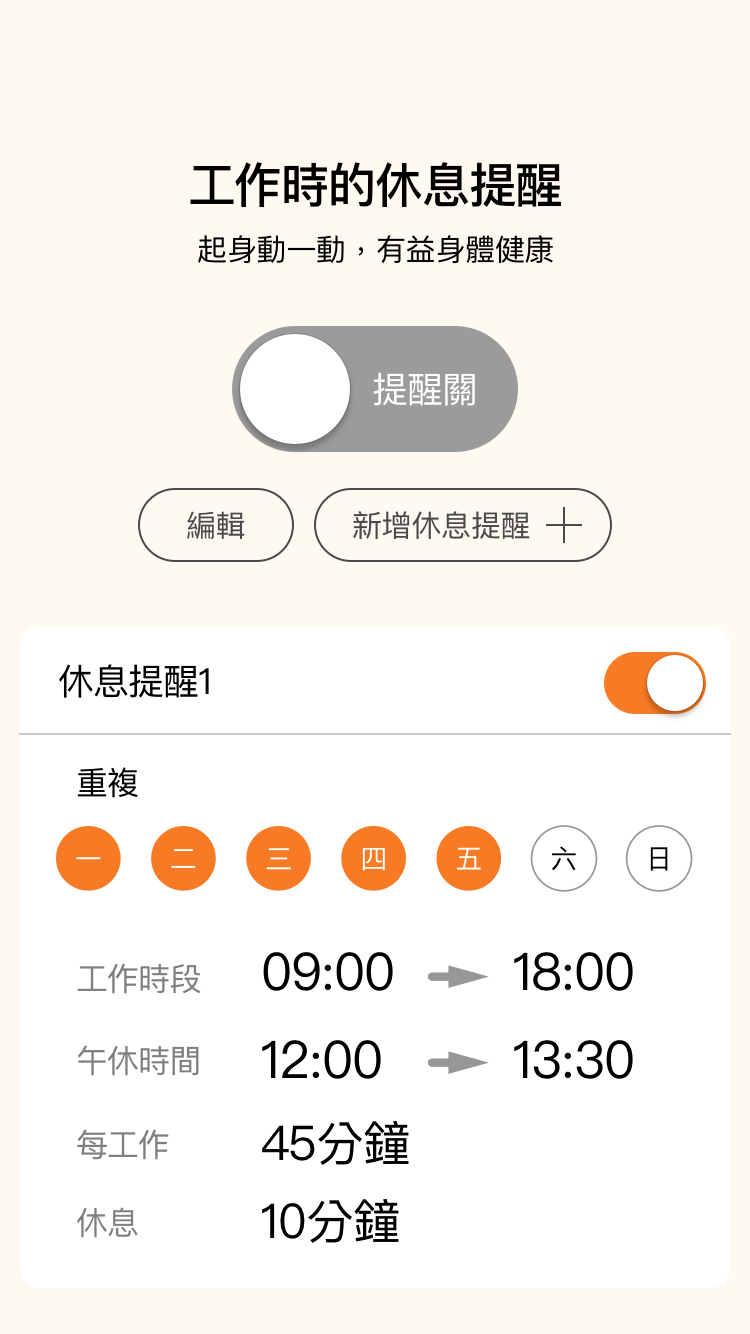 工作時的休息提醒
起身動一動，有益身體健康
提醒關
編輯
新增休息提醒
休息提醒1
重複
一 二 三 四 五 六 日
工作時段 09:00 18:00
午休時間 12:00 13:30
每工作 45分鐘
休息 10分鐘